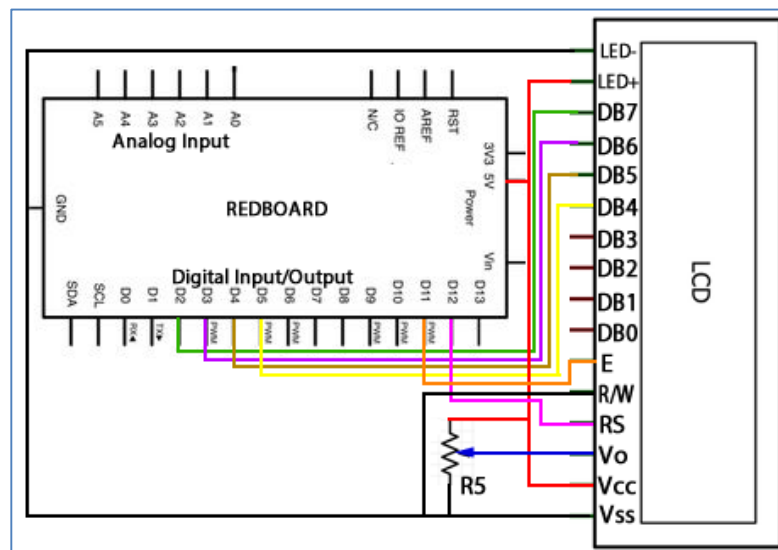 LED-
LED+
DB7
DB6
DB5
DB4
DB3
DB2
DB1
DB0
E
R/W
RS
Vo
Vcc
Vss
LCD
A5
A4
A3
A2
A1
A0
N/C
IO REF
AREF
RST
Analog Input
3V3
5V
Power
Vin
GND
REDBOARD
Digital Input/Output
SDA
SCL
D0
D1
D2
D3
D4
D5
D6
D7
D8
D9
D10
D11
D12
D13
RX
TX
PWM
PWM
PWM
PWM
PWM
PWM
R5